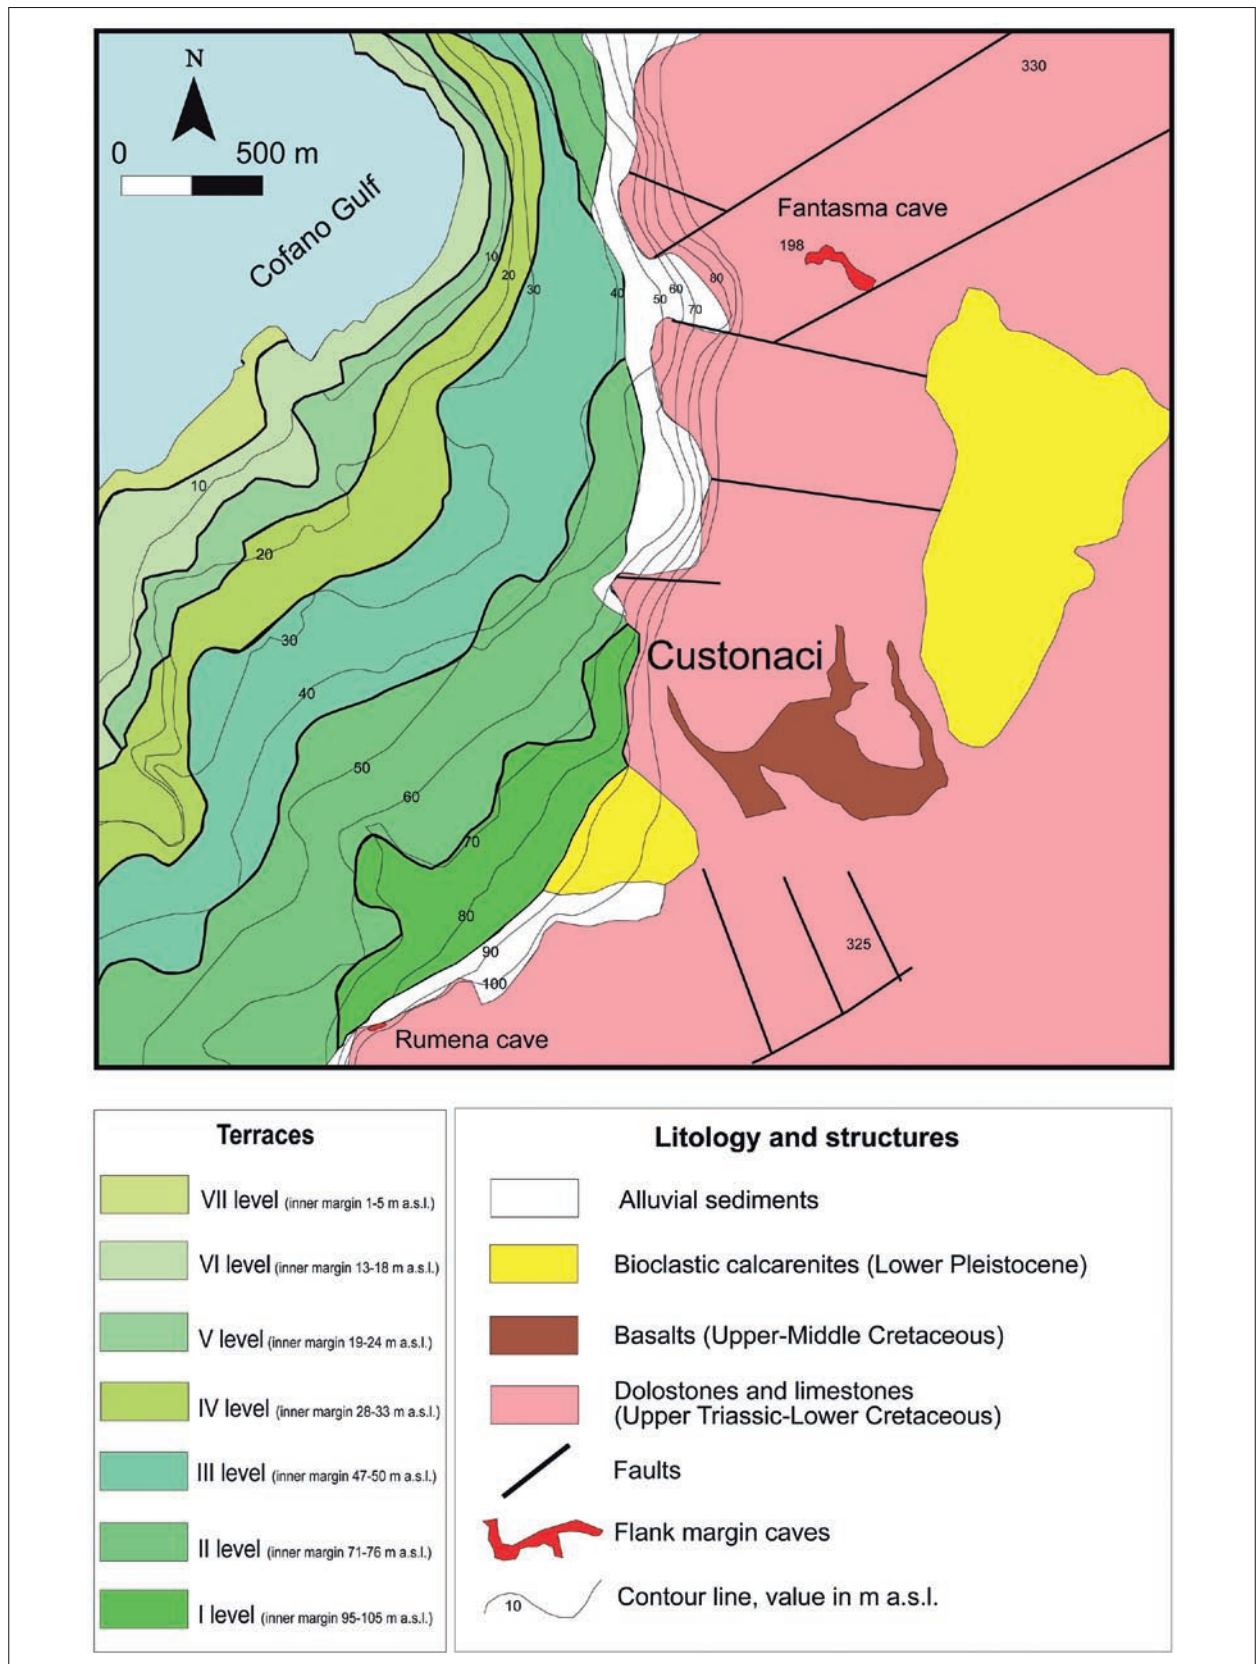 N
0 500 m
Cofano Gulf
330
Fantasma cave
198
10
20
30
40
50
60
70
80
10
20
30
40
Custonaci
50
60
70
80
90
100
325
Rumena cave
Terraces
VII level (inner margin 1-5 m a.s.l.)
VI level (inner margin 13-18 m a.s.l.)
V level (inner margin 19-24 m a.s.l.)
IV level (inner margin 28-33 m a.s.l.)
III level (inner margin 47-50 m a.s.l.)
II level (inner margin 71-76 m a.s.l.)
I level (inner margin 95-105 m a.s.l.)
Litology and structures
Alluvial sediments
Bioclastic calcarenites (Lower Pleistocene)
Basalts (Upper-Middle Cretaceous)
Dolostones and limestones
(Upper Triassic-Lower Cretaceous)
Faults
Flank margin caves
10
Contour line, value in m a.s.l.